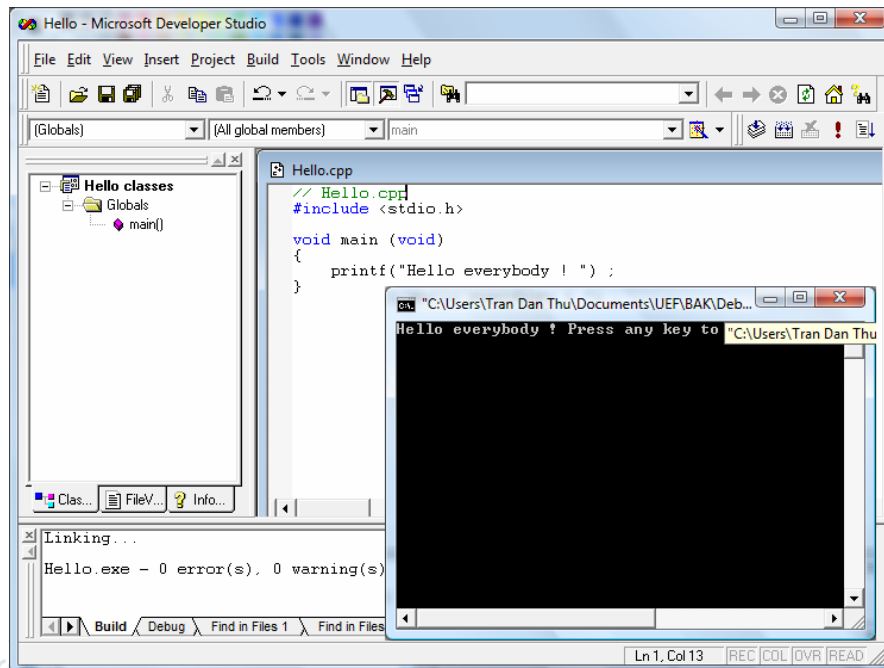 Hello - Microsoft Developer Studio
File Edit View Insert Project Build Tools Window Help
(Globals) (All global members) main
Hello classes
Globals
main()
Hello.cpp
// Hello.cpp
#include <stdio.h>
void main (void)
{
printf("Hello everybody ! ") ;
}
"C:\Users\Tran Dan Thu\Documents\UEF\BAK\Deb...
Hello everybody ! Press any key to
"C:\Users\Tran Dan Thu
Clas... FileV... Info...
Linking...
Hello.exe - 0 error(s), 0 warning(s)
Build Debug Find in Files 1 Find in Files
Ln 1, Col 13 REC COL OVR READ